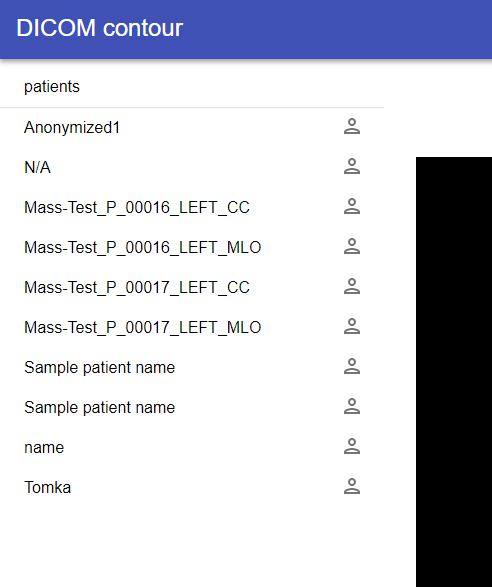 DICOM contour
patients
Anonymized1
N/A
Mass-Test_P_00016_LEFT_CC
Mass-Test_P_00016_LEFT_MLO
Mass-Test_P_00017_LEFT_CC
Mass-Test_P_00017_LEFT_MLO
Sample patient name
Sample patient name
name
Tomka